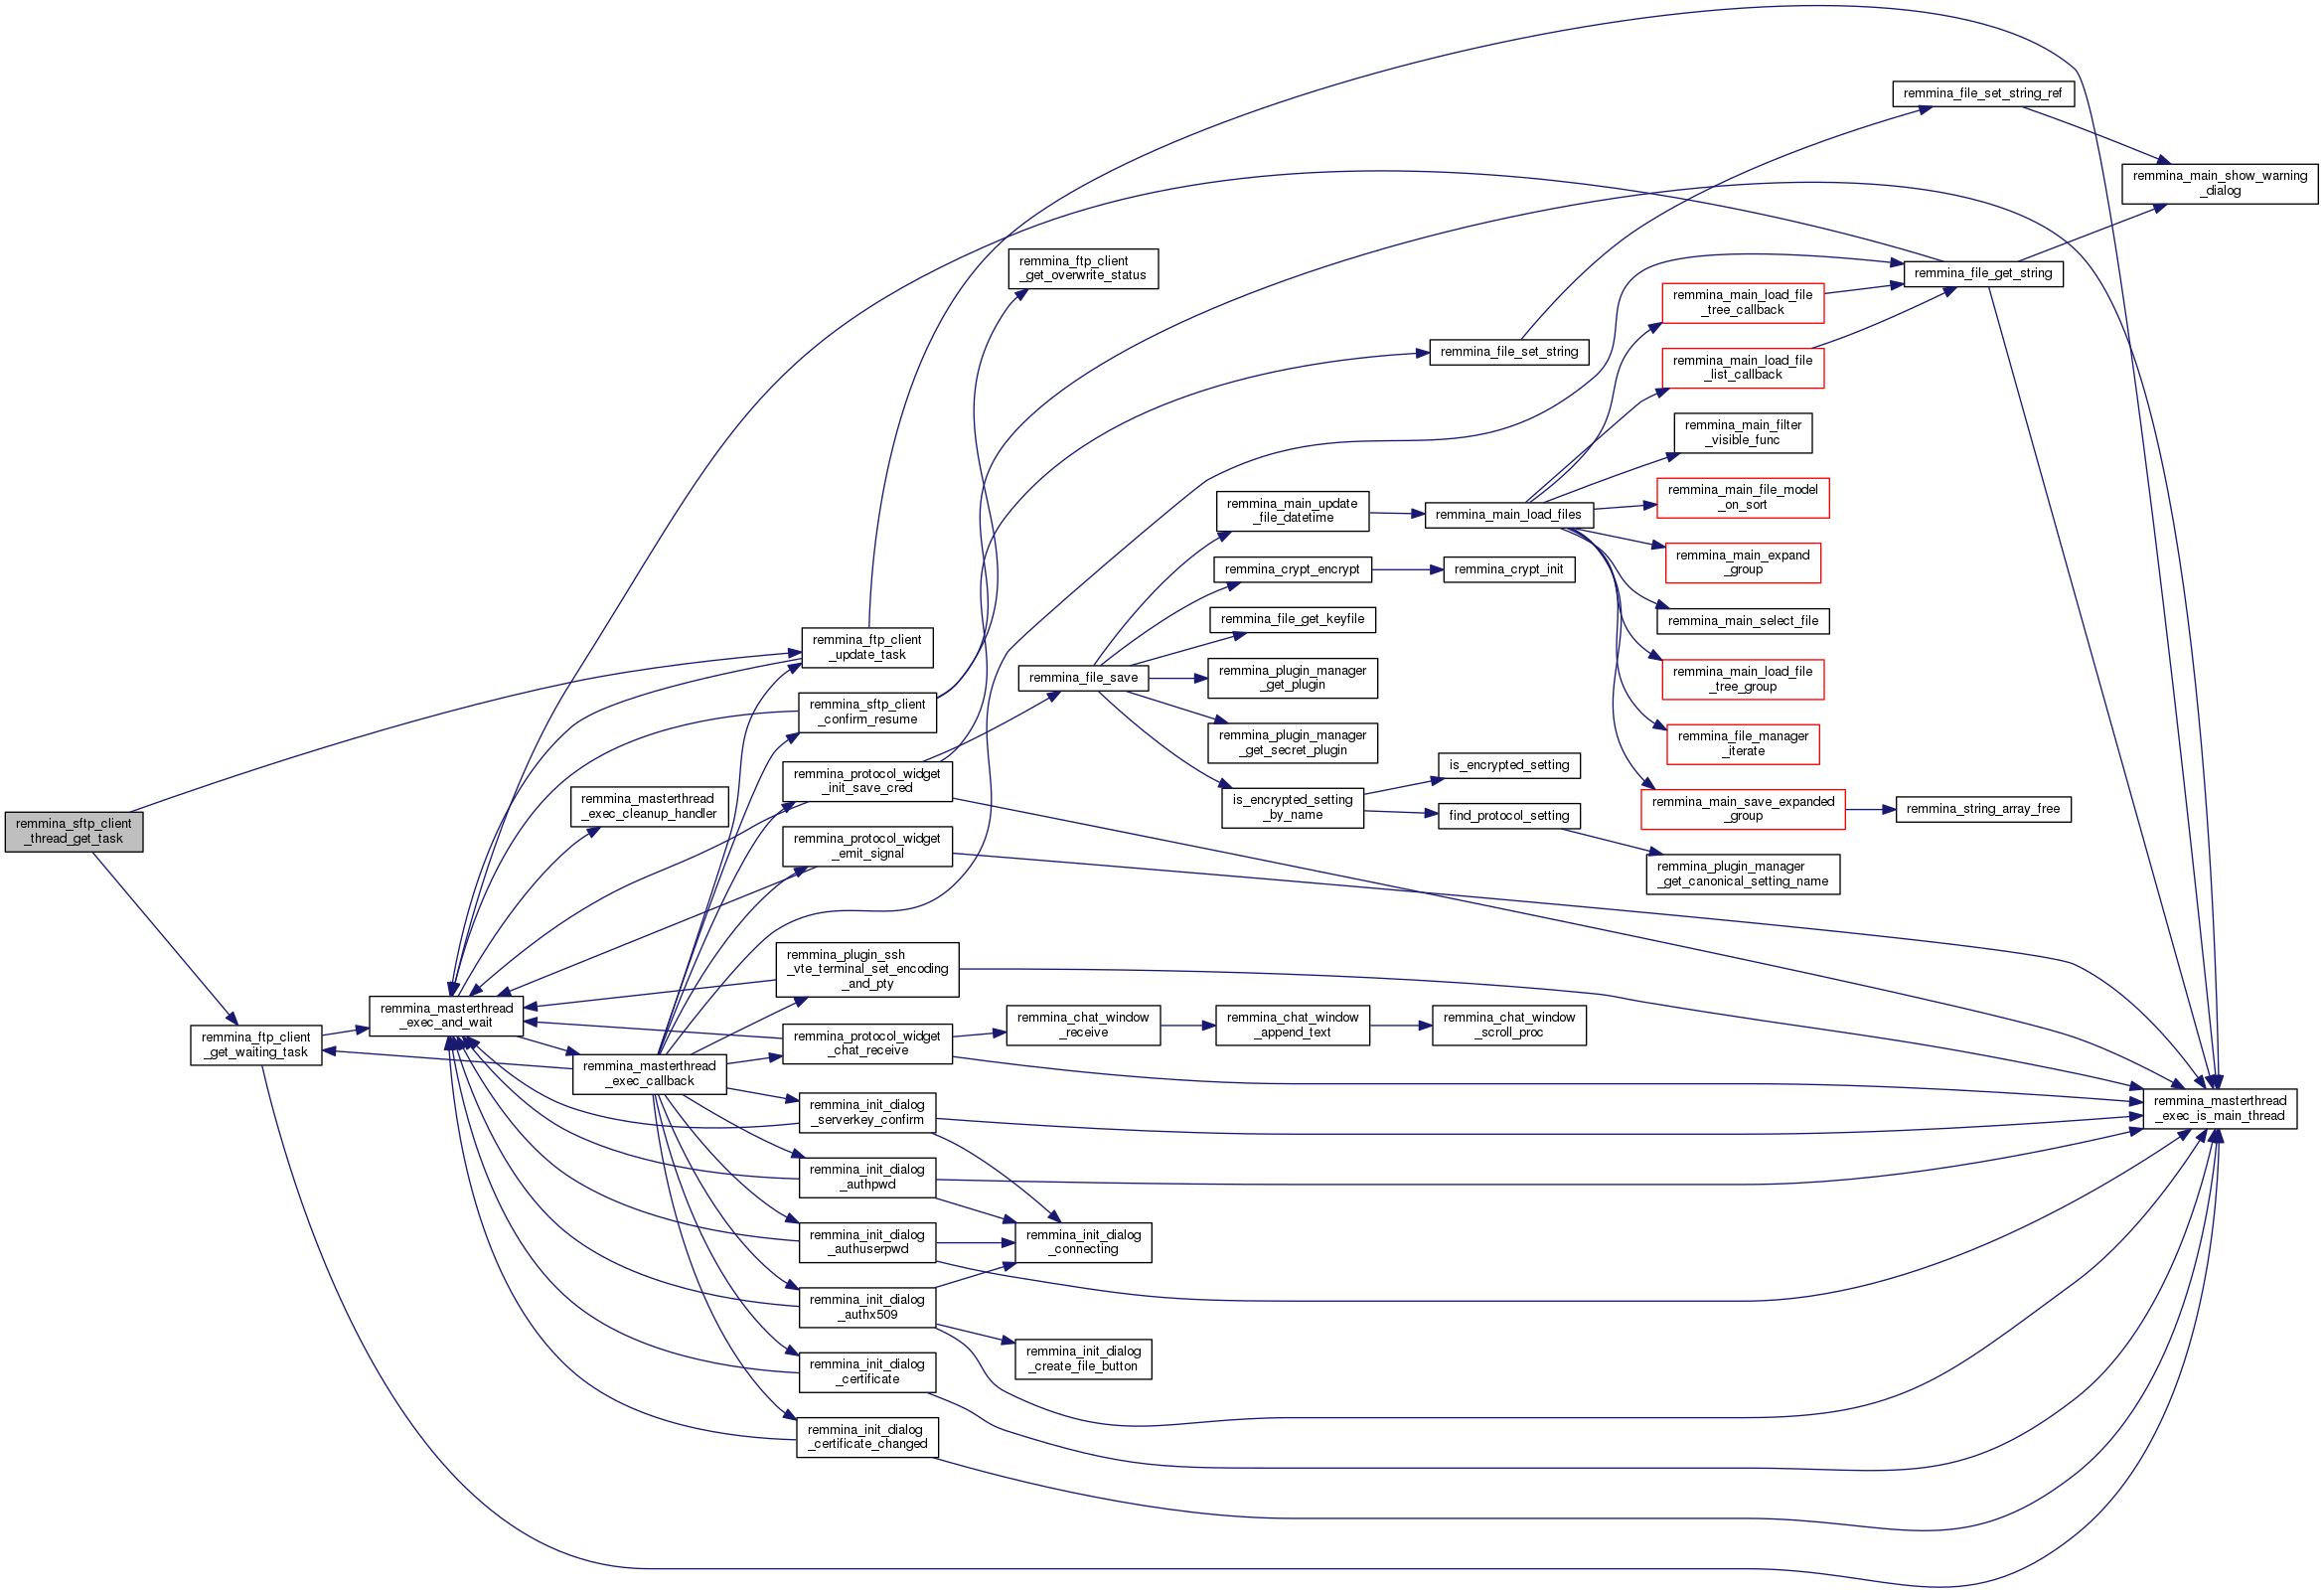 remmina_sftp_client
_thread_get_task
remmina_ftp_client
_get_waiting_task
remmina_masterthread
_exec_and_wait
remmina_masterthread
_exec_cleanup_handler
remmina_masterthread
_exec_callback
remmina_ftp_client
_update_task
remmina_sftp_client
_confirm_resume
remmina_protocol_widget
_init_save_cred
remmina_protocol_widget
_emit_signal
remmina_plugin_ssh
_vte_terminal_set_encoding
_and_pty
remmina_protocol_widget
_chat_receive
remmina_init_dialog
_serverkey_confirm
remmina_init_dialog
_authpwd
remmina_init_dialog
_authuserpwd
remmina_init_dialog
_authx509
remmina_init_dialog
_certificate
remmina_init_dialog
_certificate_changed
remmina_ftp_client
_get_overwrite_status
remmina_file_save
remmina_chat_window
_receive
remmina_init_dialog
_connecting
remmina_init_dialog
_create_file_button
remmina_main_update
_file_datetime
remmina_crypt_encrypt
remmina_file_get_keyfile
remmina_plugin_manager
_get_plugin
remmina_plugin_manager
_get_secret_plugin
is_encrypted_setting
_by_name
remmina_chat_window
_append_text
remmina_file_set_string
remmina_main_load_files
remmina_crypt_init
is_encrypted_setting
find_protocol_setting
remmina_chat_window
_scroll_proc
remmina_main_load_file
_tree_callback
remmina_main_load_file
_list_callback
remmina_main_filter
_visible_func
remmina_main_file_model
_on_sort
remmina_main_expand
_group
remmina_main_select_file
remmina_main_load_file
_tree_group
remmina_file_manager
_iterate
remmina_main_save_expanded
_group
remmina_plugin_manager
_get_canonical_setting_name
remmina_file_set_string_ref
remmina_file_get_string
remmina_string_array_free
remmina_main_show_warning
_dialog
remmina_masterthread
_exec_is_main_thread